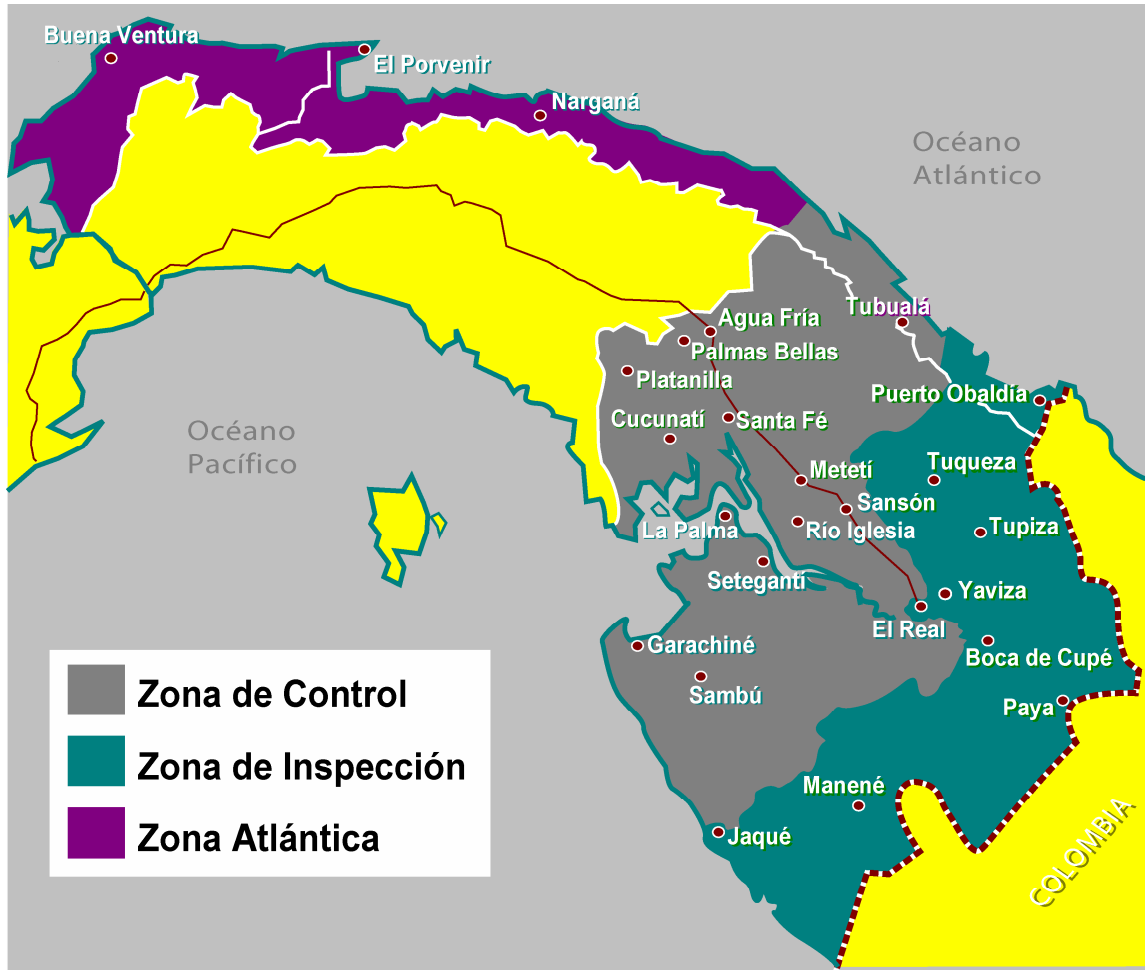 Buena Ventura
El Porvenir
Narganá
Océano
Atlántico
Tubualá
Agua Fría
Palmas Bellas
Platanilla
Puerto Obaldía
Cucunatí
Santa Fé
Océano
Pacífico
Metetí
Tuqueza
Sansón
La Palma
Río Iglesia
Tupiza
Setegantí
Yaviza
El Real
Garachiné
Boca de Cupé
Sambú
Paya
Zona de Control
Zona de Inspección
Zona Atlántica
Manené
Jaqué
COLOMBIA